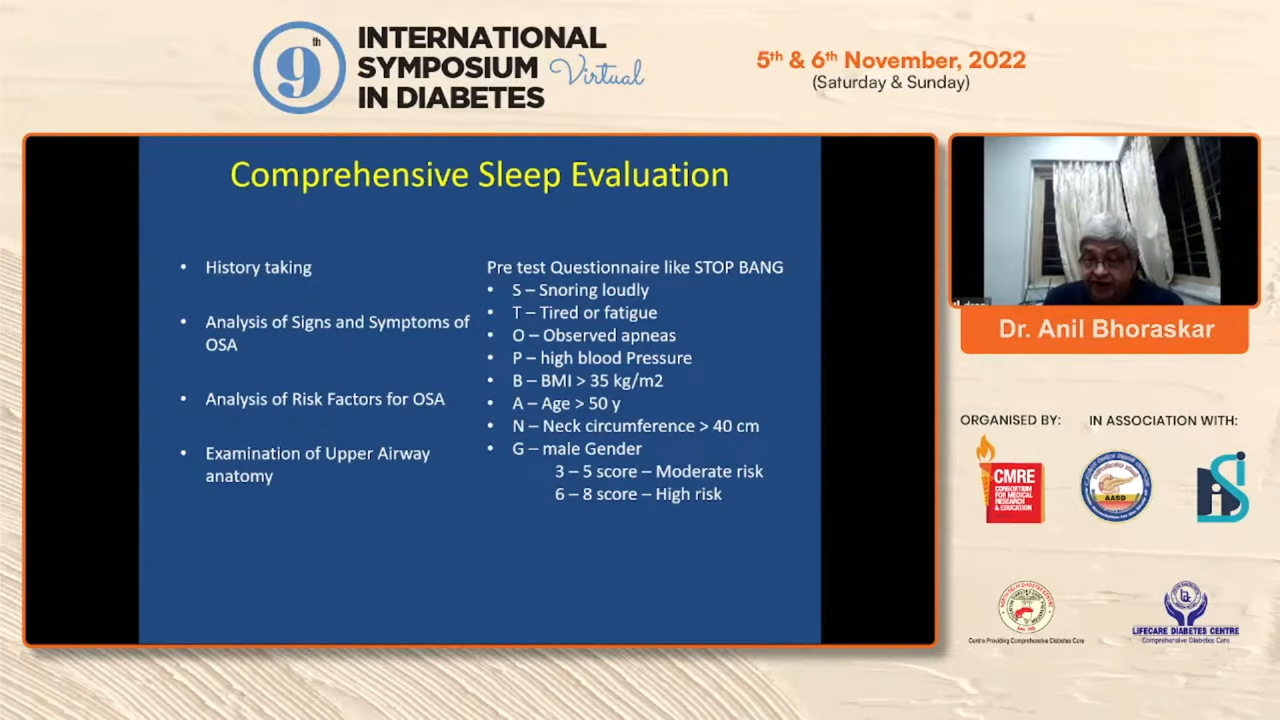 9th
INTERNATIONAL
SYMPOSIUM Virtual
IN DIABETES
5th & 6th November, 2022
(Saturday & Sunday)
Comprehensive Sleep Evaluation
• History taking
• Analysis of Signs and Symptoms of
OSA
• Analysis of Risk Factors for OSA
• Examination of Upper Airway
anatomy
Pre test Questionnaire like STOP BANG
• S – Snoring loudly
• T – Tired or fatigue
• O – Observed apneas
• P – high blood Pressure
• B – BMI > 35 kg/m2
• A – Age > 50 y
• N – Neck circumference > 40 cm
• G – male Gender
3 – 5 score – Moderate risk
6 – 8 score – High risk
Dr. Anil Bhoraskar
ORGANISED BY:
IN ASSOCIATION WITH:
CMRE
CONSORTIUM
FOR MEDICAL
RESEARCH
& EDUCATION
AASD
Centre Providing Comprehensive Diabetes Care
LIFECARE DIABETES CENTRE
Comprehensive Diabetes Care